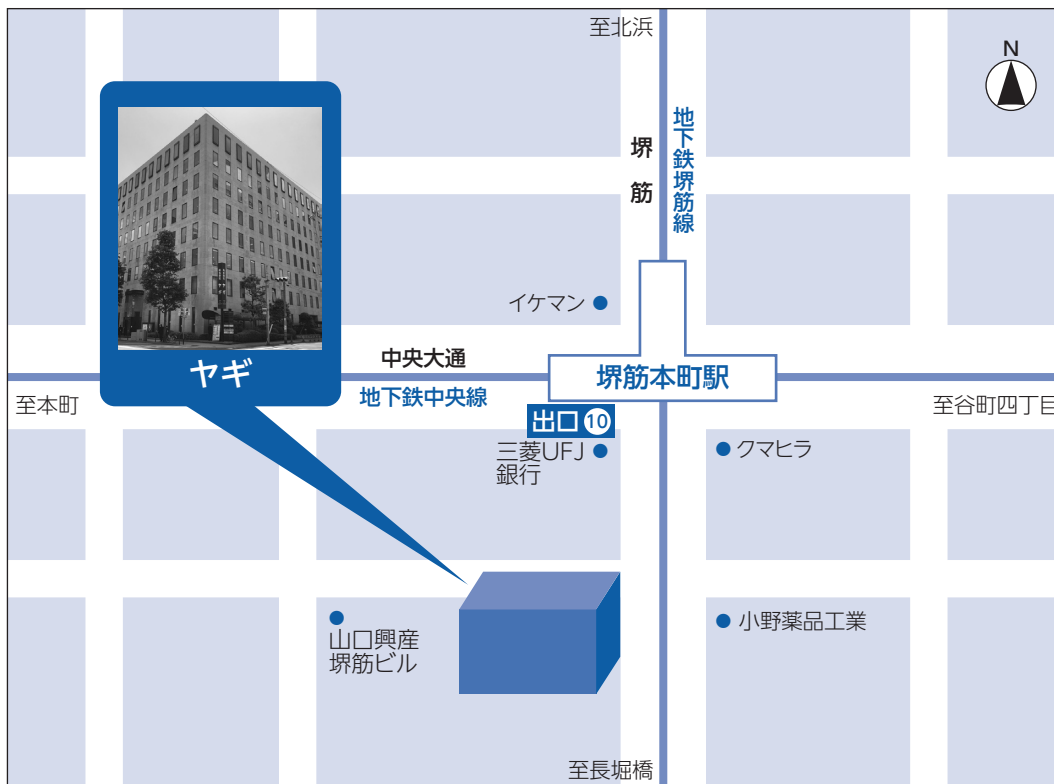 至北浜
N
地下鉄堺筋線
堺筋
イケマン
ヤギ
中央大通
地下鉄中央線
堺筋本町駅
至本町
至谷町四丁目
出口 10
三菱UFJ
銀行
クマヒラ
山口興産
堺筋ビル
小野薬品工業
至長堀橋